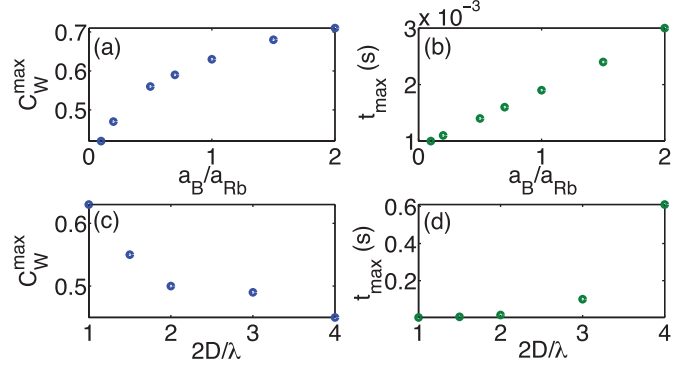 x 10⁻³
0.7
0.6
0.5
C_W^max
(a)
0
1
2
a_B/a_Rb
3
2
1
t_max (s)
(b)
0
1
2
a_B/a_Rb
0.6
0.5
C_W^max
(c)
1
2
3
4
2D/λ
0.6
0.4
0.2
t_max (s)
(d)
1
2
3
4
2D/λ